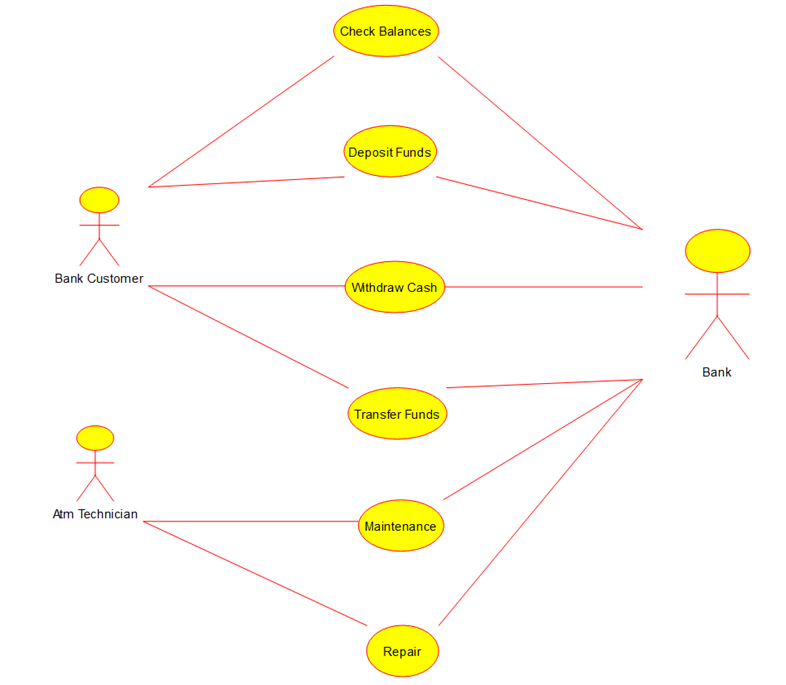 Check Balances
Deposit Funds
Bank Customer
Withdraw Cash
Bank
Transfer Funds
Atm Technician
Maintenance
Repair